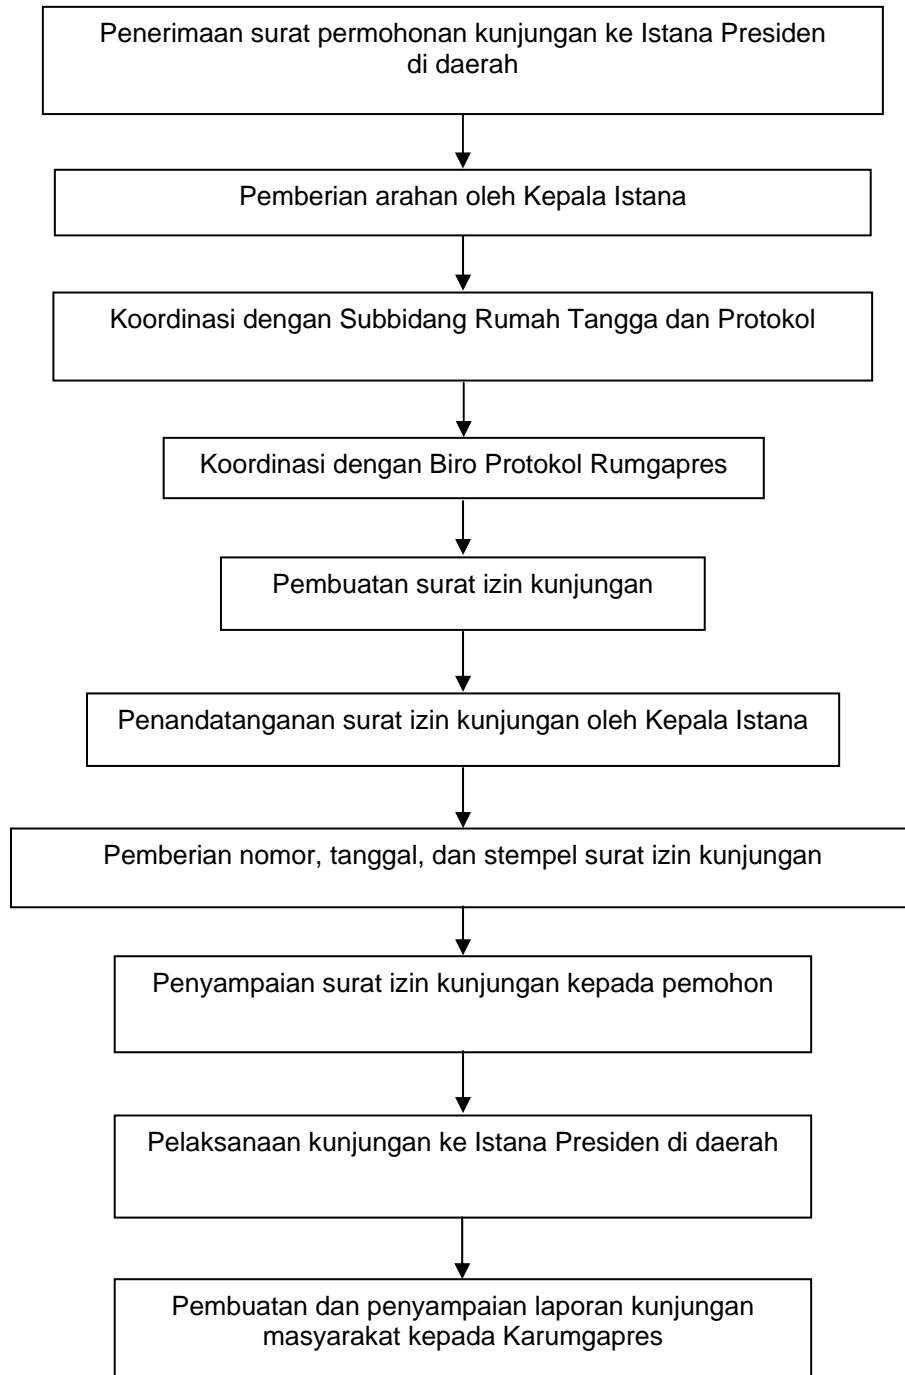 Penerimaan surat permohonan kunjungan ke Istana Presiden
di daerah
Pemberian arahan oleh Kepala Istana
Koordinasi dengan Subbidang Rumah Tangga dan Protokol
Koordinasi dengan Biro Protokol Rumgapres
Pembuatan surat izin kunjungan
Penandatanganan surat izin kunjungan oleh Kepala Istana
Pemberian nomor, tanggal, dan stempel surat izin kunjungan
Penyampaian surat izin kunjungan kepada pemohon
Pelaksanaan kunjungan ke Istana Presiden di daerah
Pembuatan dan penyampaian laporan kunjungan
masyarakat kepada Karumgapres